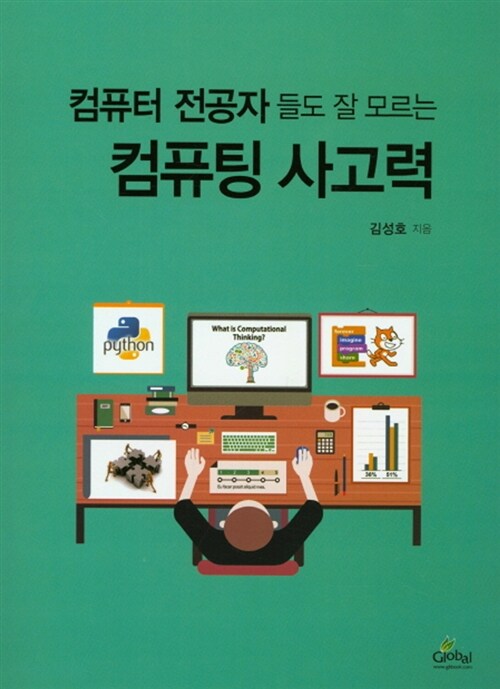 컴퓨터 전공자 들도 잘 모르는
컴퓨팅 사고력
김성호 지음
python
What is Computational
Thinking?
imagine
program
share
36% 81%
Global